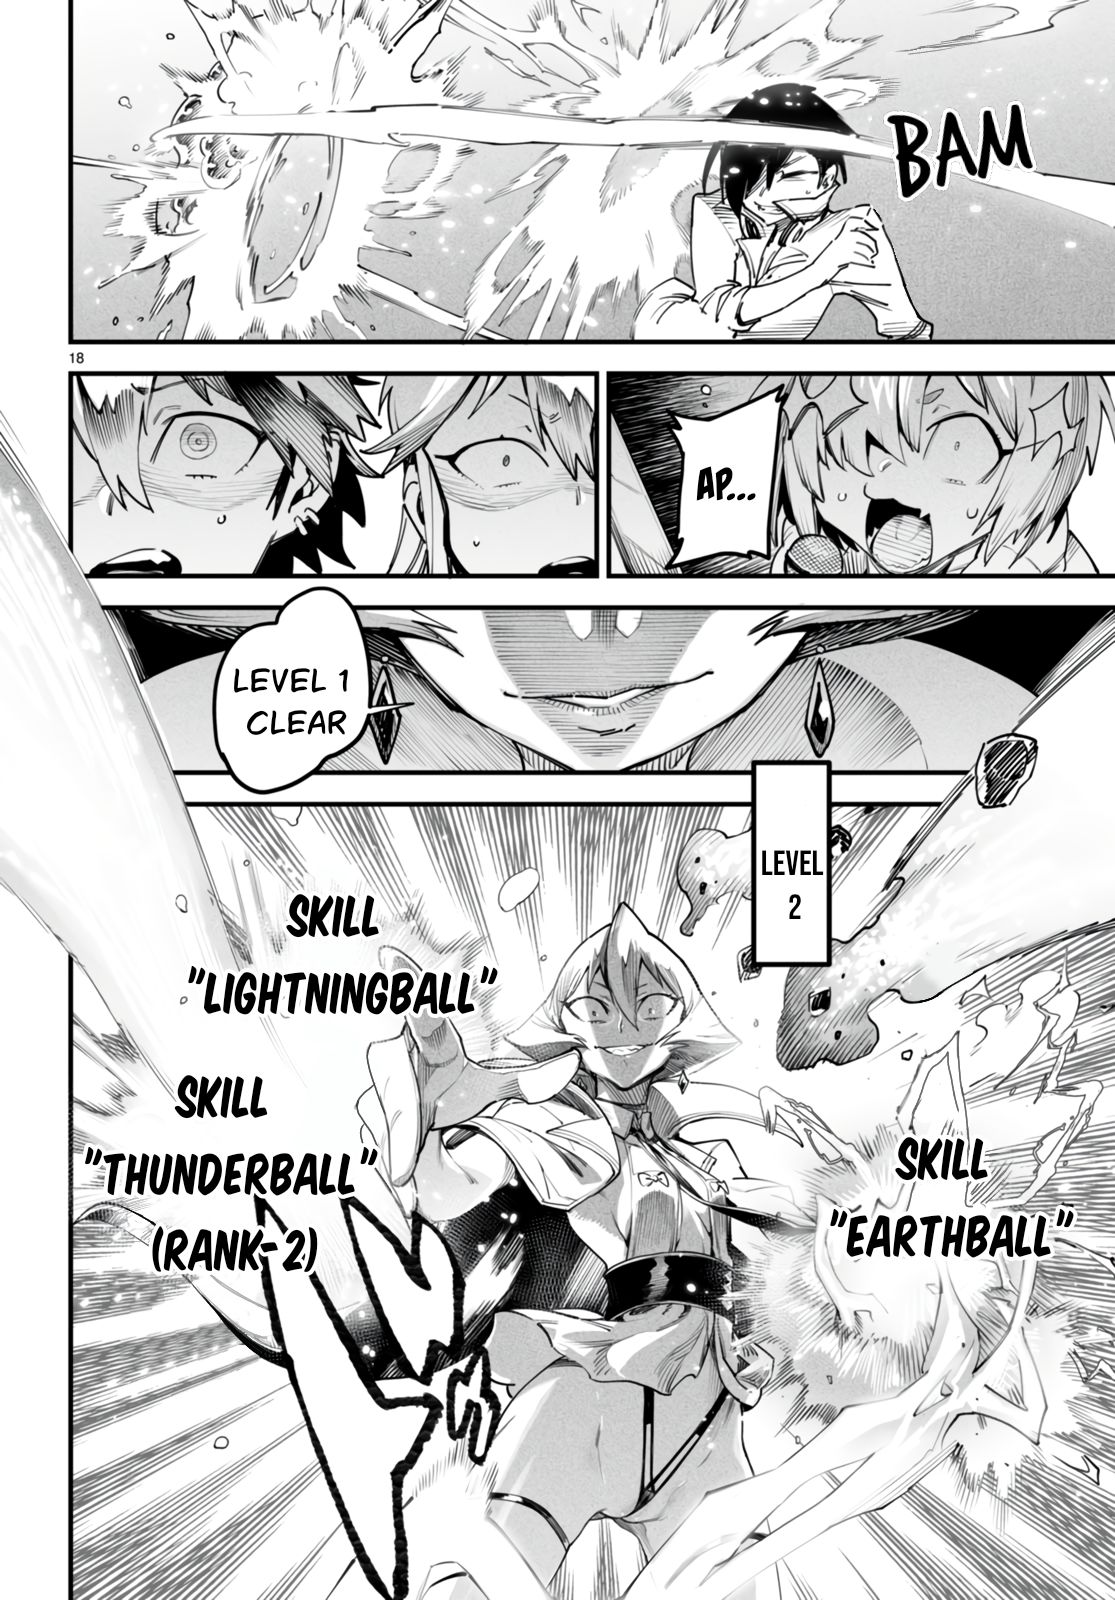 BAM
18
AP...
LEVEL 1
CLEAR
LEVEL
2
SKILL
"LIGHTNINGBALL"
SKILL
"THUNDERBALL"
(RANK-2)
SKILL
"EARTHBALL"